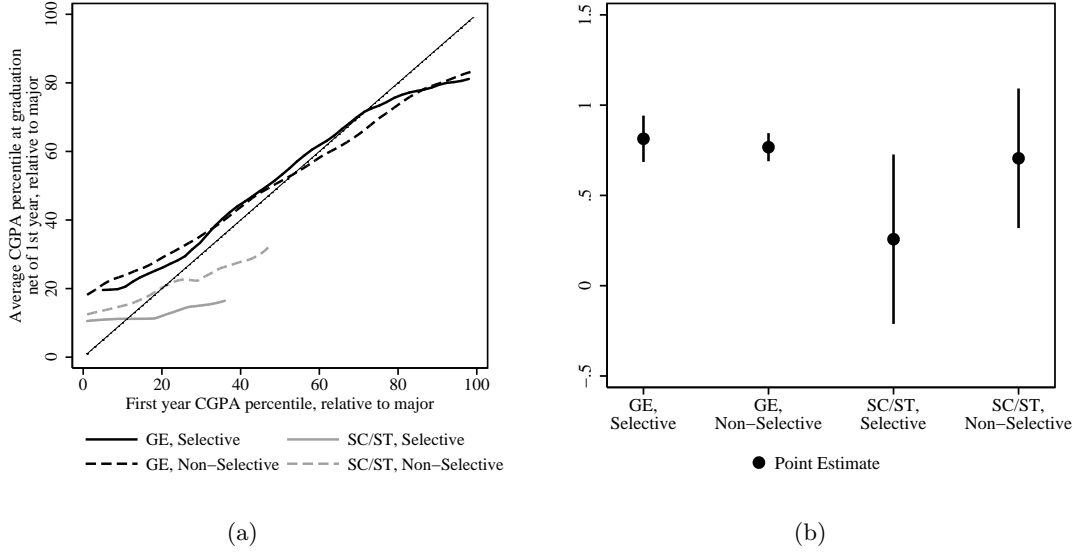 Average CGPA percentile at graduation
net of 1st year, relative to major
100
80
60
40
20
0
0 20 40 60 80 100
First year CGPA percentile, relative to major
GE, Selective
SC/ST, Selective
GE, Non−Selective
SC/ST, Non−Selective
(a)
1.5
1
.5
0
−.5
GE,
Selective
GE,
Non−Selective
SC/ST,
Selective
SC/ST,
Non−Selective
Point Estimate
(b)